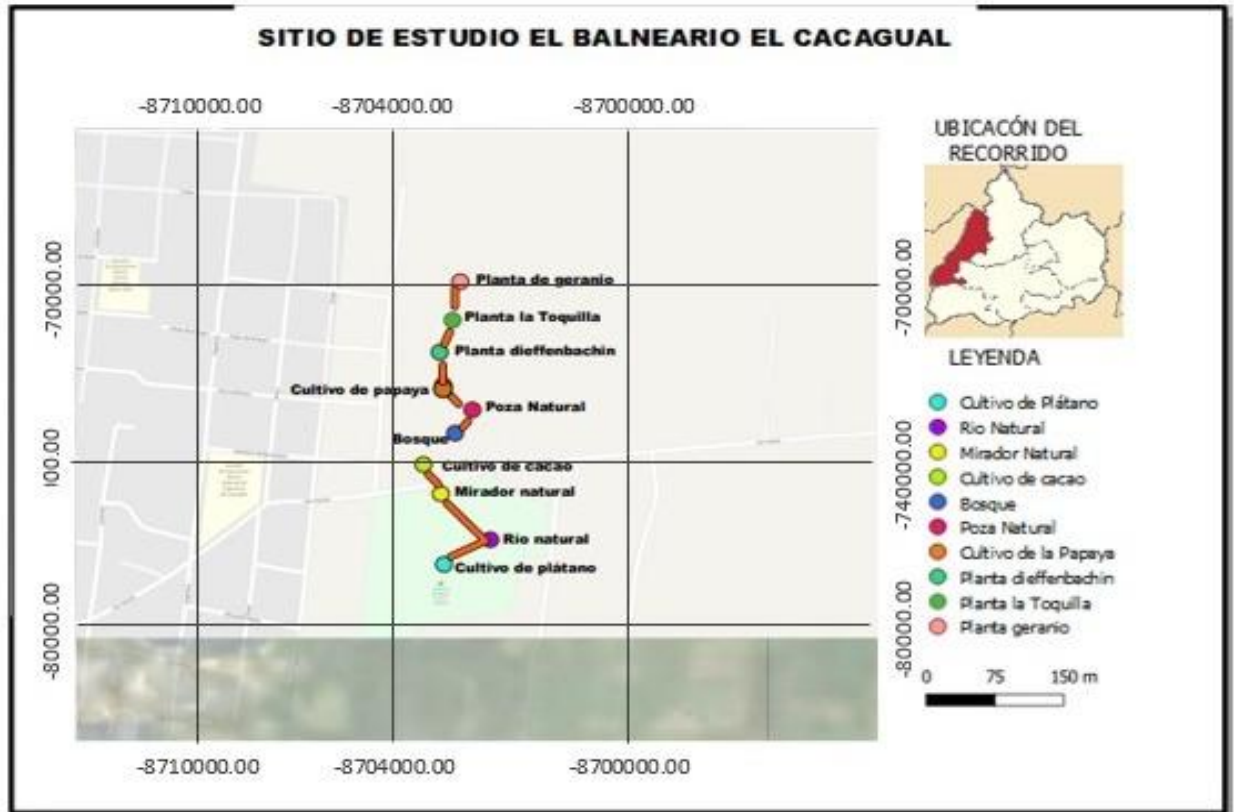 SITIO DE ESTUDIO EL BALNEARIO EL CACAGUAL
-8710000.00
-8704000.00
-8700000.00
UBICACÓN DEL
RECORRIDO
-700000.00
-700000.00
Planta de geranio
Planta la Toquilla
Planta dieffenbachin
Cultivo de papaya
Poza Natural
Bosque
LEYENDA
Cultivo de Plátano
Rio Natural
Mirador Natural
Cultivo de cacao
Bosque
Poza Natural
Cultivo de la Papaya
Planta dieffenbachin
Planta la Toquilla
Planta geranio
100.00
-74000.00
Cultivo de cacao
Mirador natural
Rio natural
Cultivo de plátano
-80000.00
-80000.00
0 75 150 m
-8710000.00
-8704000.00
-8700000.00